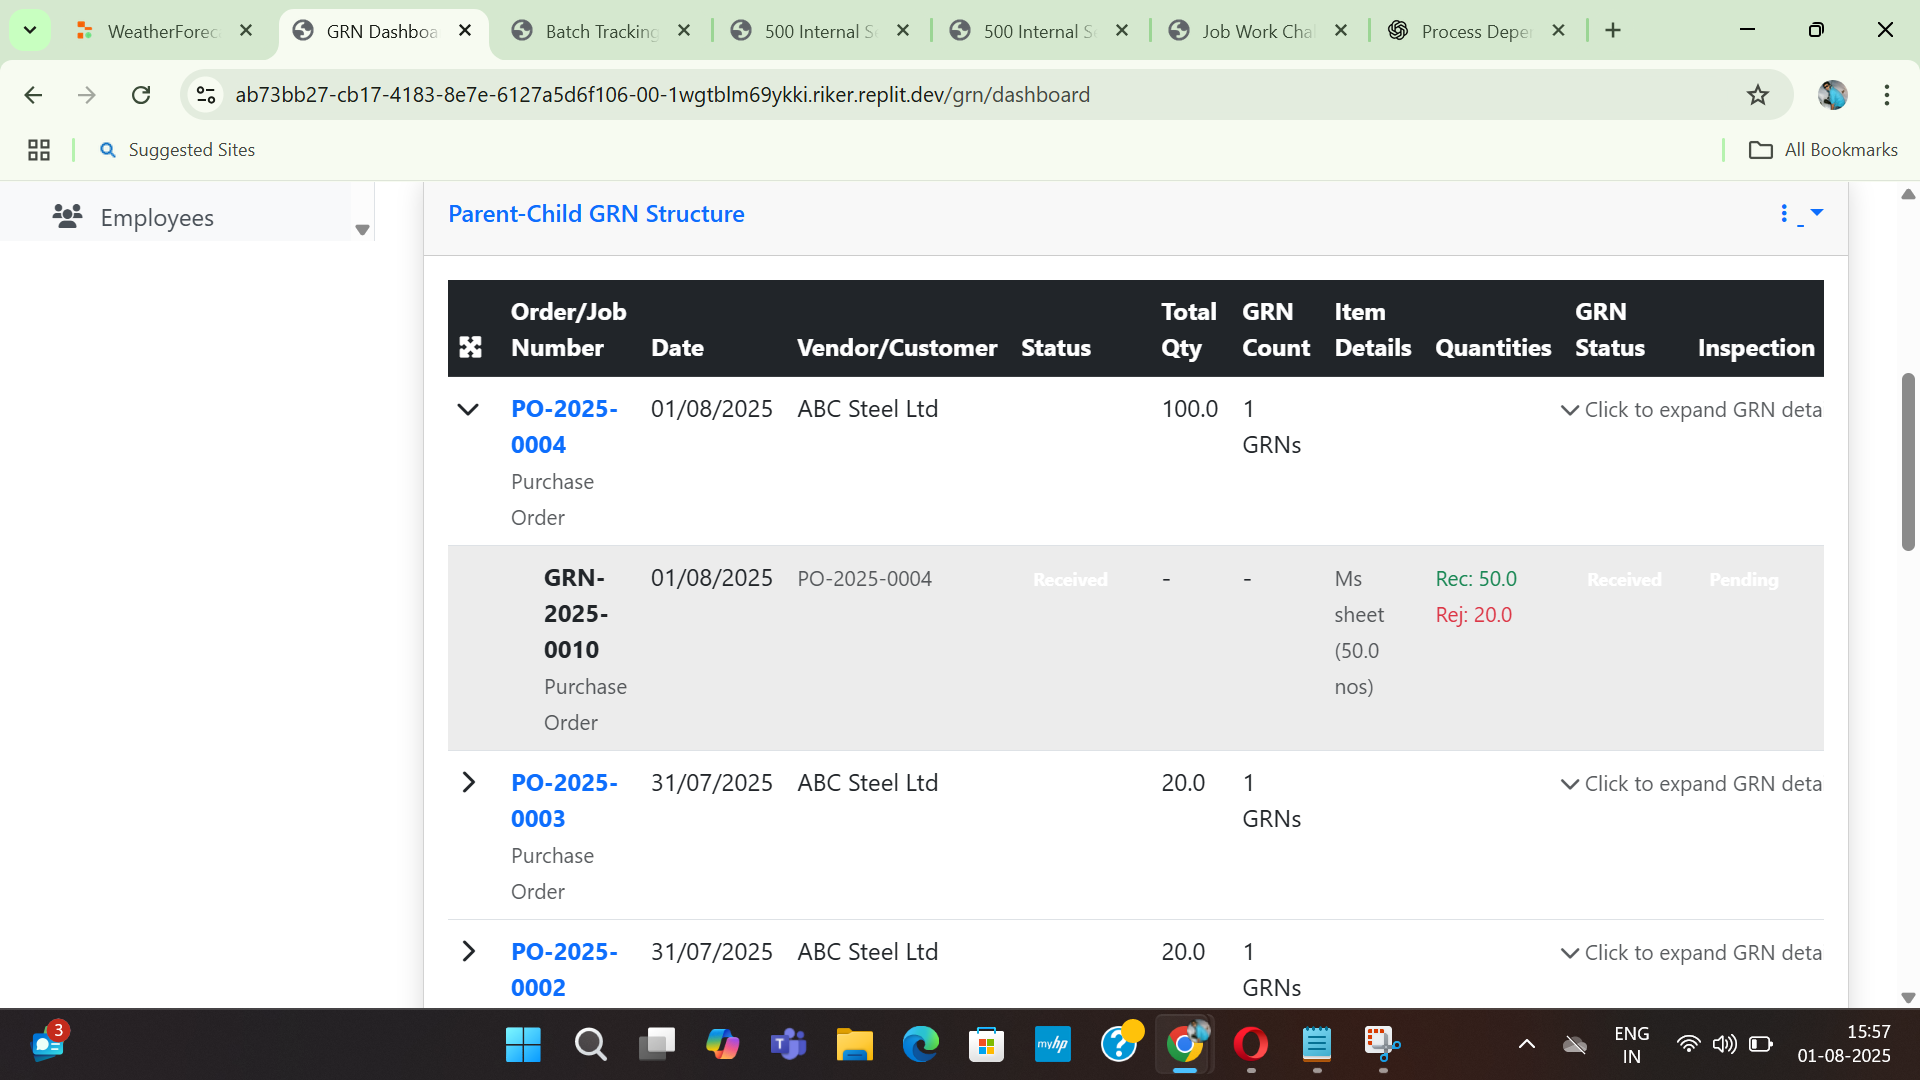 WeatherForec
GRN Dashboa
Batch Tracking
500 Internal Se
500 Internal Se
Job Work Chal
Process Depen
ab73bb27-cb17-4183-8e7e-6127a5d6f106-00-1wgtblm69ykki.riker.replit.dev/grn/dashboard
Suggested Sites
All Bookmarks
Employees
Parent-Child GRN Structure
Order/Job Number
Date
Vendor/Customer
Status
Total Qty
GRN Count
Item Details
Quantities
GRN Status
Inspection
PO-2025-
0004
Purchase
Order
01/08/2025
ABC Steel Ltd
100.0
1
GRNs
Click to expand GRN deta
GRN-
2025-
0010
Purchase
Order
01/08/2025
PO-2025-0004
Received
-
-
Ms
sheet
(50.0
nos)
Rec: 50.0
Rej: 20.0
Received
Pending
PO-2025-
0003
Purchase
Order
31/07/2025
ABC Steel Ltd
20.0
1
GRNs
Click to expand GRN deta
PO-2025-
0002
31/07/2025
ABC Steel Ltd
20.0
1
GRNs
Click to expand GRN deta
3
myhp
ENG
IN
15:57
01-08-2025